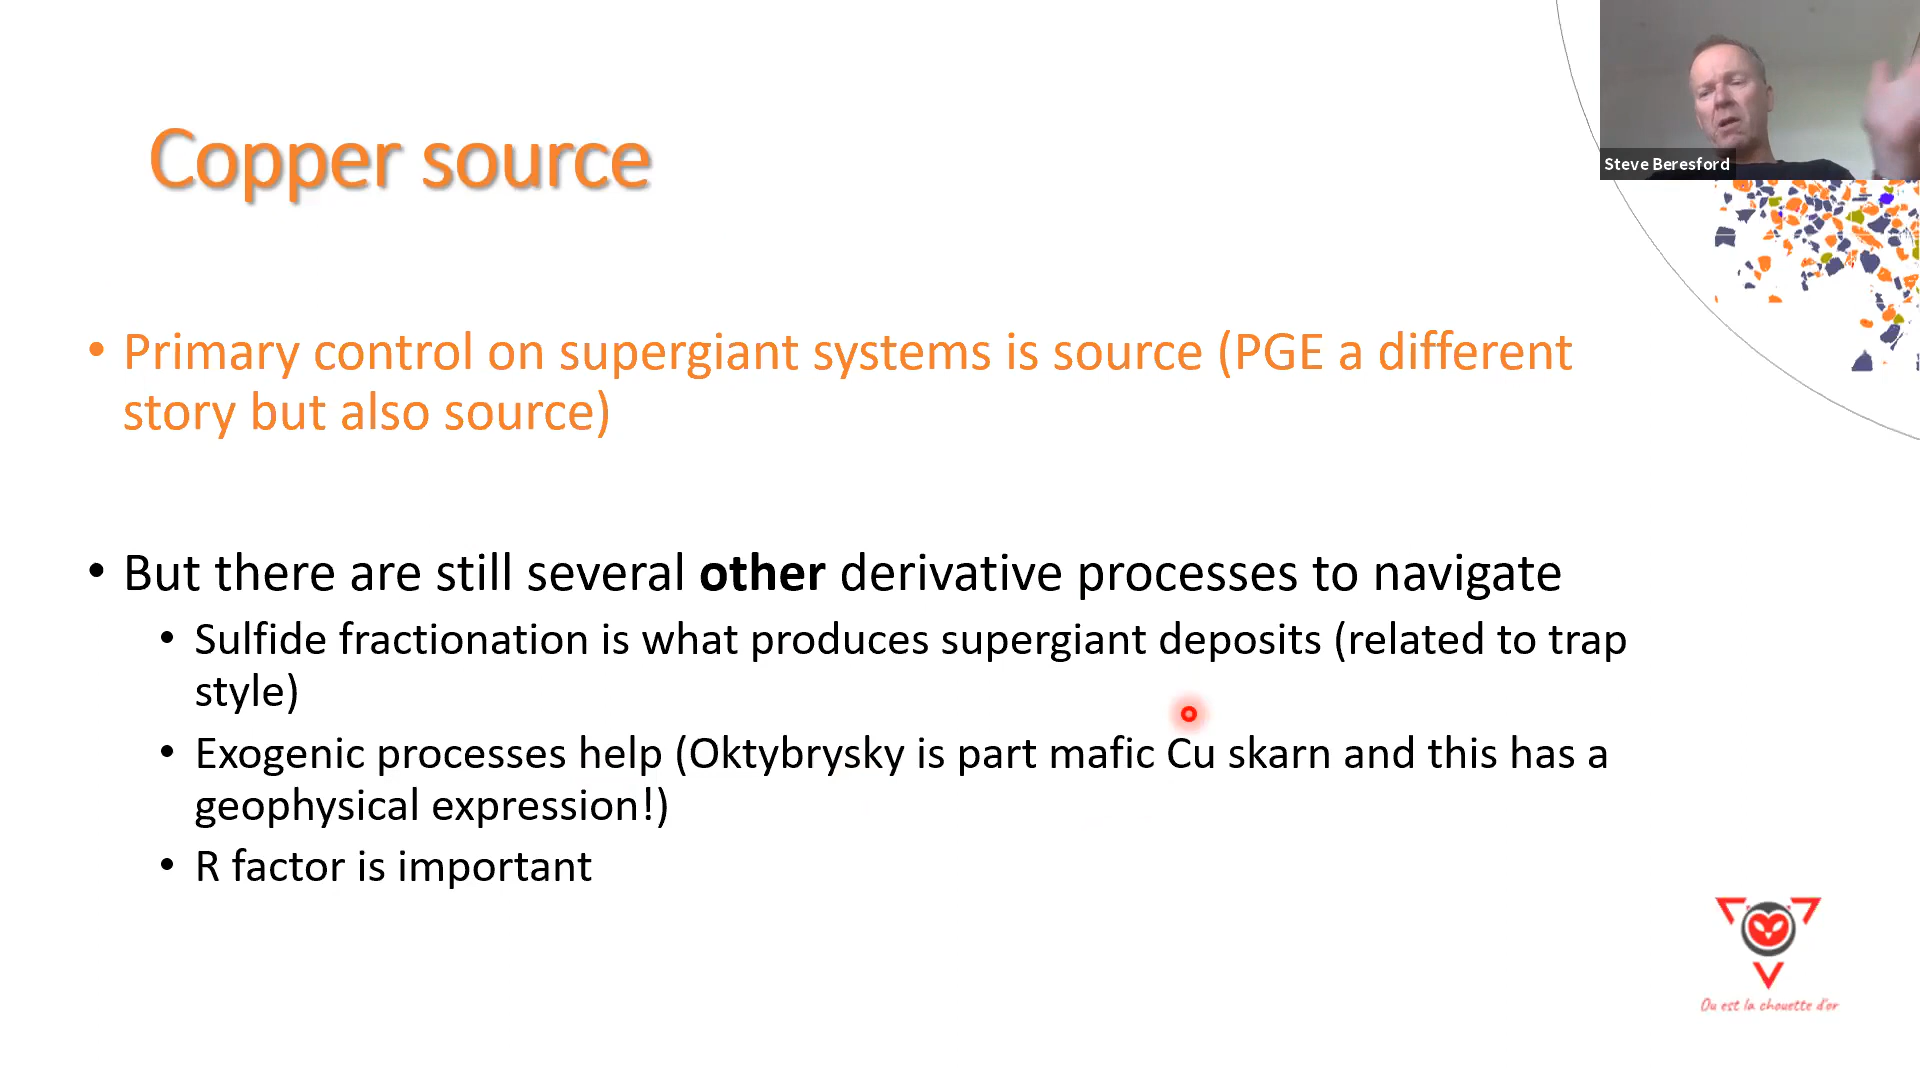 Copper source
Steve Beresford
• Primary control on supergiant systems is source (PGE a different
story but also source)
• But there are still several other derivative processes to navigate
• Sulfide fractionation is what produces supergiant deposits (related to trap
style)
• Exogenic processes help (Oktybrysky is part mafic Cu skarn and this has a
geophysical expression!)
• R factor is important
Ou est la chouette d'or